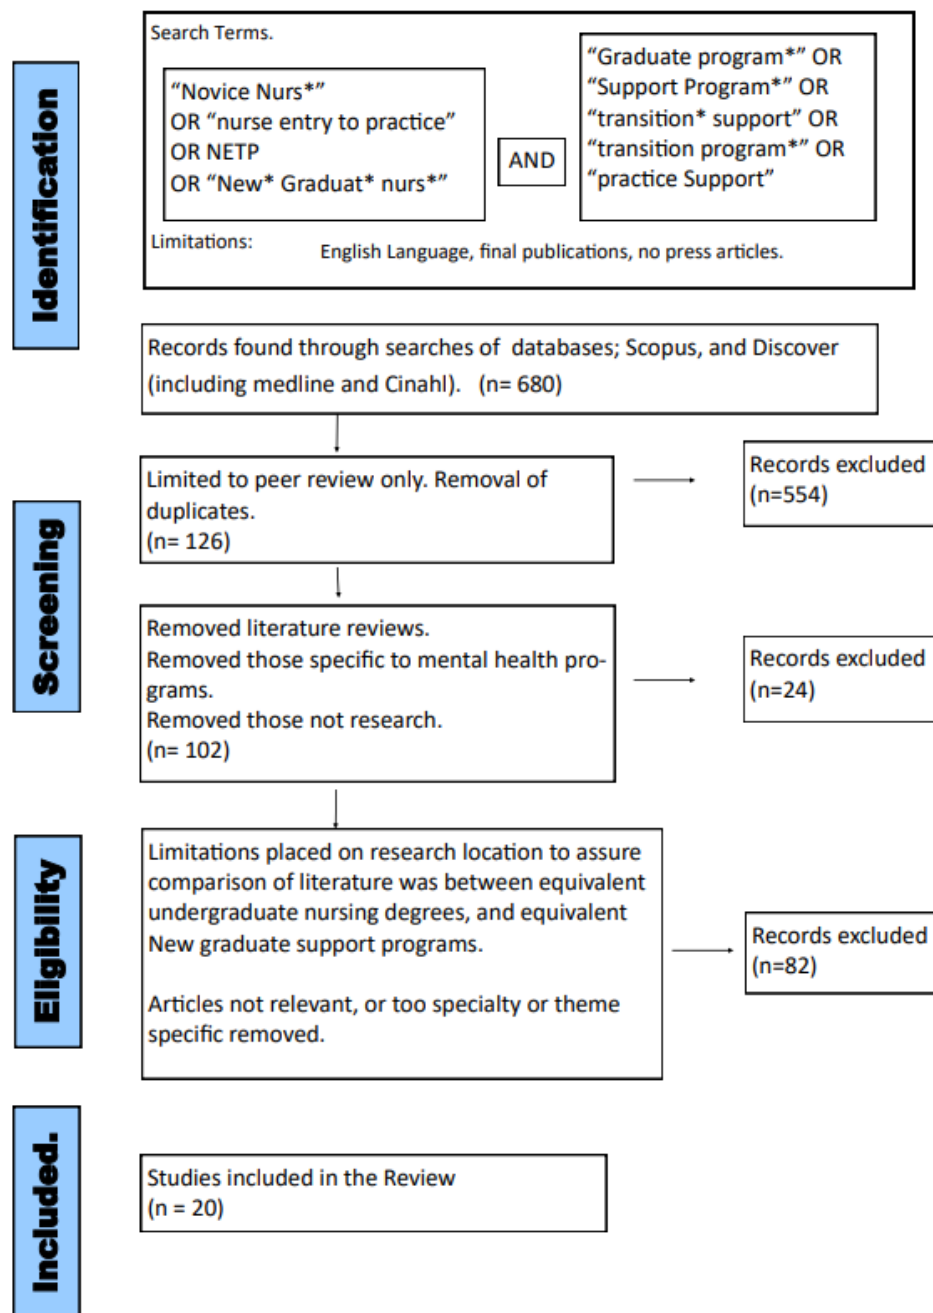 Identification
Search Terms.
“Novice Nurs*”
OR “nurse entry to practice”
OR NETP
OR “New* Graduat* nurs*”
AND
“Graduate program*” OR
“Support Program*” OR
“transition* support” OR
“transition program*” OR
“practice Support”
Limitations:
English Language, final publications, no press articles.
Records found through searches of databases; Scopus, and Discover
(including medline and Cinahl). (n= 680)
Screening
Limited to peer review only. Removal of
duplicates.
(n= 126)
Records excluded
(n=554)
Removed literature reviews.
Removed those specific to mental health pro-
grams.
Removed those not research.
(n= 102)
Records excluded
(n=24)
Eligibility
Limitations placed on research location to assure
comparison of literature was between equivalent
undergraduate nursing degrees, and equivalent
New graduate support programs.
Articles not relevant, or too specialty or theme
specific removed.
Records excluded
(n=82)
Included.
Studies included in the Review
(n = 20)